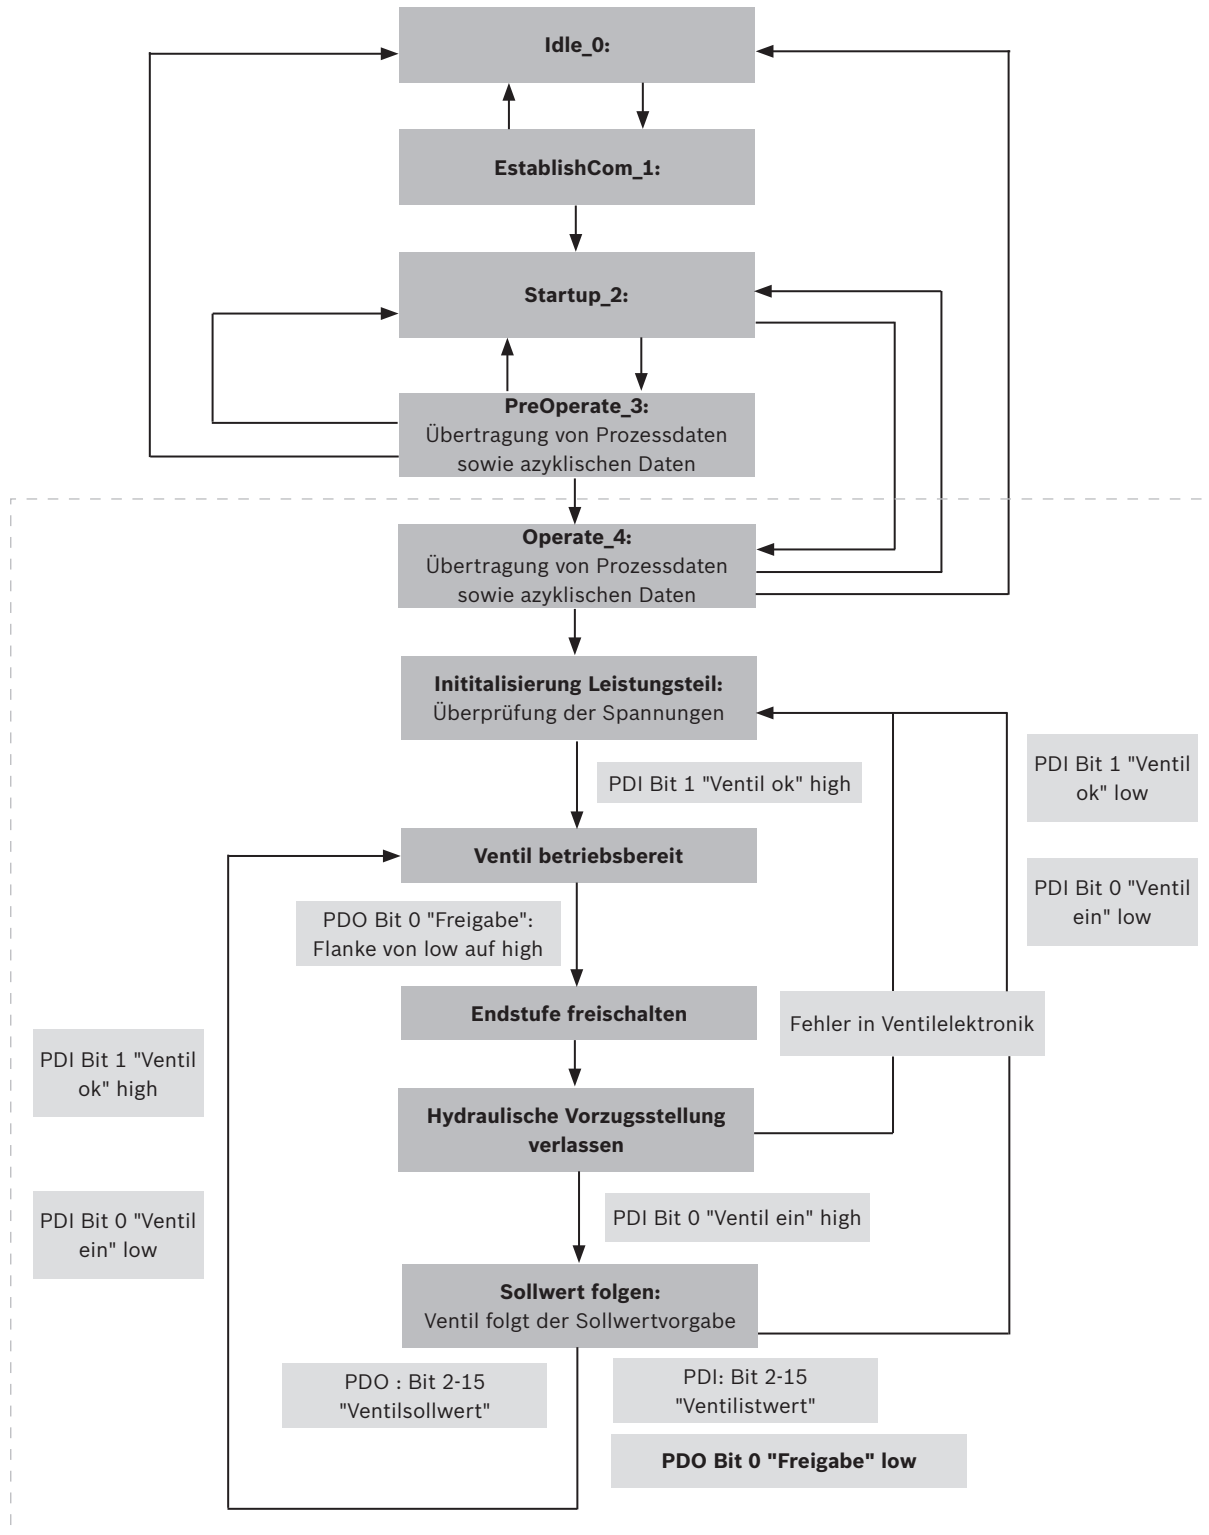 Idle_0:
EstablishCom_1:
Startup_2:
PreOperate_3:
Übertragung von Prozessdaten
sowie azyklischen Daten
Operate_4:
Übertragung von Prozessdaten
sowie azyklischen Daten
Inititalisierung Leistungsteil:
Überprüfung der Spannungen
PDI Bit 1 "Ventil
ok" low
PDI Bit 1 "Ventil ok" high
Ventil betriebsbereit
PDI Bit 0 "Ventil
ein" low
PDO Bit 0 "Freigabe":
Flanke von low auf high
Endstufe freischalten
Fehler in Ventilelektronik
PDI Bit 1 "Ventil
ok" high
Hydraulische Vorzugsstellung
verlassen
PDI Bit 0 "Ventil
ein" low
PDI Bit 0 "Ventil ein" high
Sollwert folgen:
Ventil folgt der Sollwertvorgabe
PDO : Bit 2-15
"Ventilsollwert"
PDI: Bit 2-15
"Ventilistwert"
PDO Bit 0 "Freigabe" low